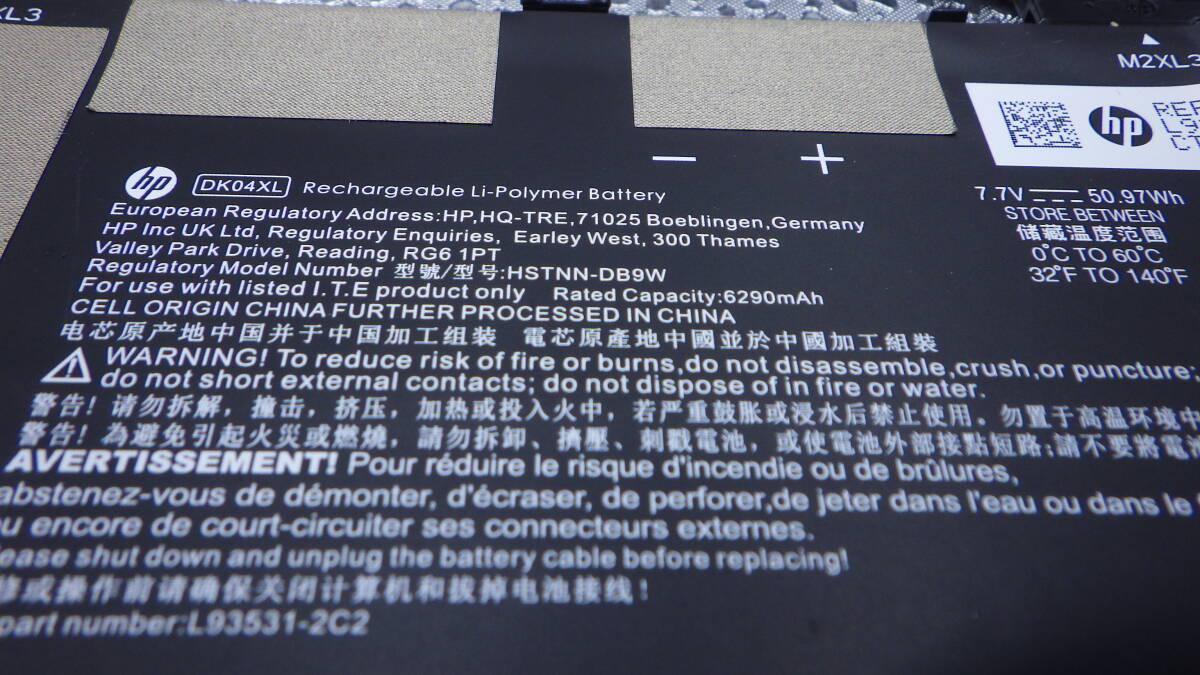 XL3
M2XL3
hp
hp DK04XL Rechargeable Li-Polymer Battery
− +
7.7V 50.97Wh
STORE BETWEEN
储藏温度范围
0°C TO 60°C
32°F TO 140°F
European Regulatory Address:HP,HQ-TRE,71025 Boeblingen,Germany
HP Inc UK Ltd, Regulatory Enquiries, Earley West, 300 Thames
Valley Park Drive, Reading, RG6 1PT
Regulatory Model Number 型號/型号:HSTNN-DB9W
For use with listed I.T.E product only Rated Capacity:6290mAh
CELL ORIGIN CHINA FURTHER PROCESSED IN CHINA
电芯原产地中国并于中国加工组装 電芯原產地中國並於中國加工組裝
WARNING! To reduce risk of fire or burns,do not disassemble,crush,or puncture;
do not short external contacts; do not dispose of in fire or water.
警告! 请勿拆解，撞击，挤压，加热或投入火中，若严重鼓胀或浸水后禁止使用。勿置于高温环境中
警告! 為避免引起火災或燃燒，請勿拆卸、擠壓、刺戳電池，或使電池外部接點短路;請不要將電池
AVERTISSEMENT! Pour réduire le risque d'incendie ou de brûlures,
abstenez-vous de démonter, d'écraser, de perforer,de jeter dans l'eau ou dans le
ou encore de court-circuiter ses connecteurs externes.
ease shut down and unplug the battery cable before replacing!
修或操作前请确保关闭计算机和拔掉电池接线!
part number:L93531-2C2